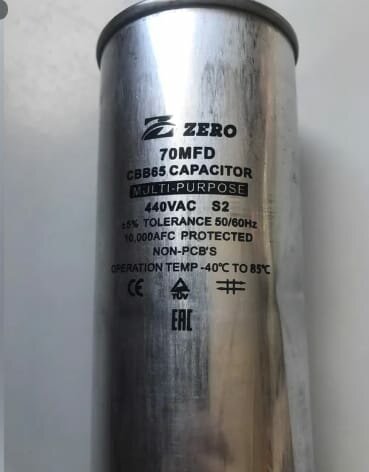 ZERO
70MFD
CBB65 CAPACITOR
MULTI-PURPOSE
440VAC S2
±5% TOLERANCE 50/60Hz
10,000AFC PROTECTED
NON-PCB'S
OPERATION TEMP -40℃ TO 85℃
CE TÜV
EAC